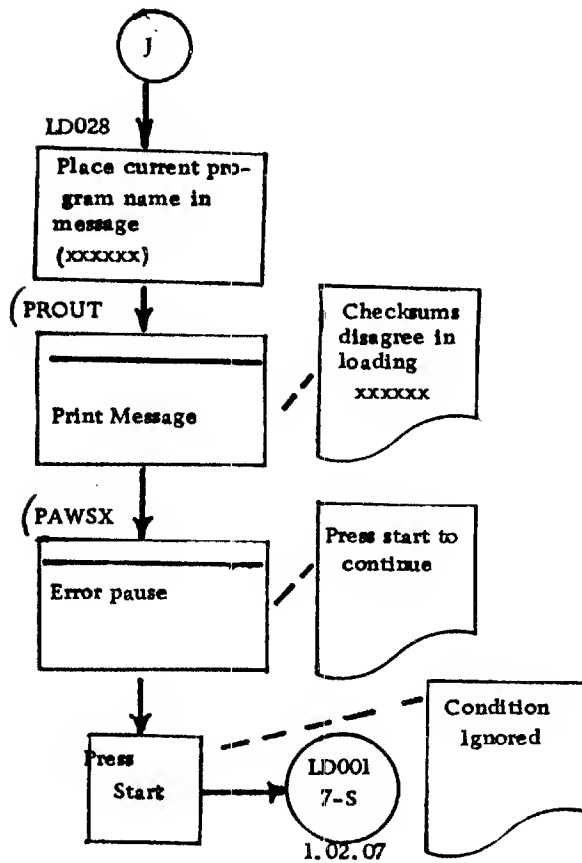 J
LD028
Place current pro-
gram name in
message
(xxxxxx)
(PROUT
Print Message
Checksums
disagree in
loading
xxxxxx
(PAWSX
Error pause
Press start to
continue
Press
Start
Condition
Ignored
LD001
7-S
1.02.07